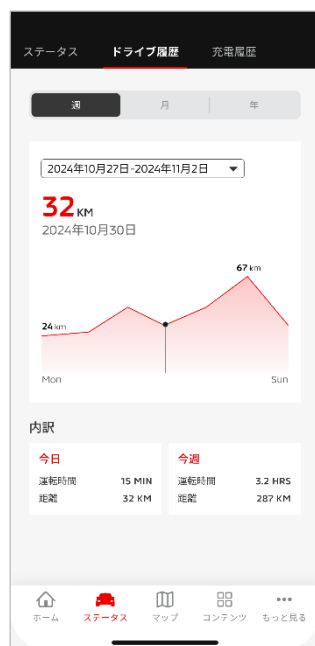 ステータス ドライブ履歴 充電履歴
週 月 年
2024年10月27日-2024年11月2日
32 KM
2024年10月30日
67 km
24 km
Mon Sun
内訳
今日 今週
運転時間 15 MIN 運転時間 3.2 HRS
距離 32 KM 距離 287 KM
ホーム ステータス マップ コンテンツ もっと見る